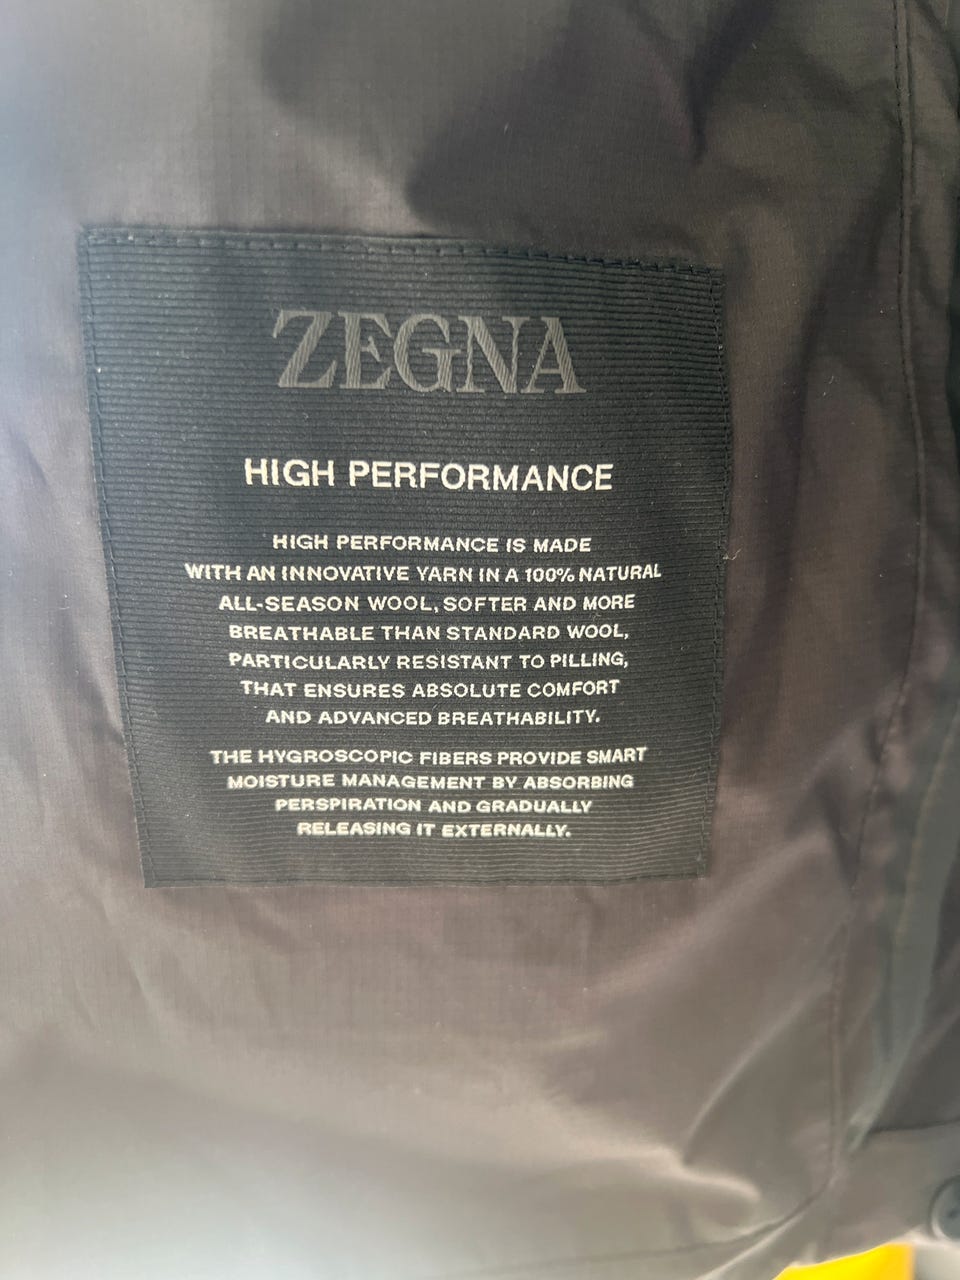 ZEGNA
HIGH PERFORMANCE
HIGH PERFORMANCE IS MADE
WITH AN INNOVATIVE YARN IN A 100% NATURAL
ALL-SEASON WOOL, SOFTER AND MORE
BREATHABLE THAN STANDARD WOOL,
PARTICULARLY RESISTANT TO PILLING,
THAT ENSURES ABSOLUTE COMFORT
AND ADVANCED BREATHABILITY.
THE HYGROSCOPIC FIBERS PROVIDE SMART
MOISTURE MANAGEMENT BY ABSORBING
PERSPIRATION AND GRADUALLY
RELEASING IT EXTERNALLY.